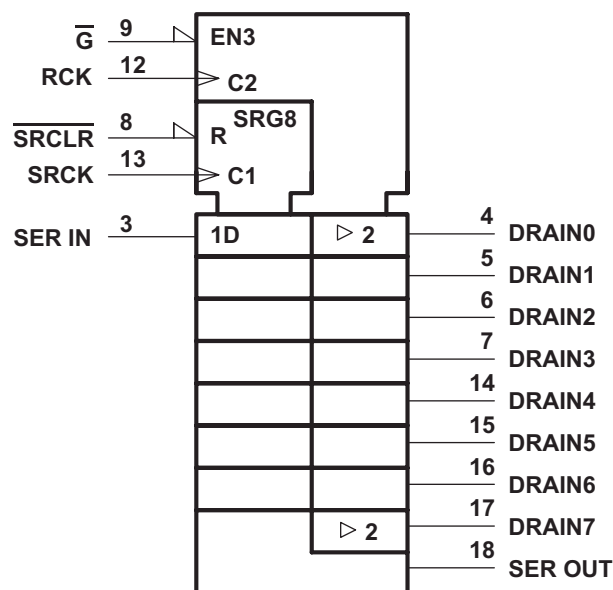 G̅ 9 EN3
RCK 12 C2
SRG8
S̅R̅C̅L̅R̅ 8 R
SRCK 13 C1
SER IN 3 1D ▷ 2 4 DRAIN0
5 DRAIN1
6 DRAIN2
7 DRAIN3
14 DRAIN4
15 DRAIN5
16 DRAIN6
▷ 2 17 DRAIN7
18 SER OUT